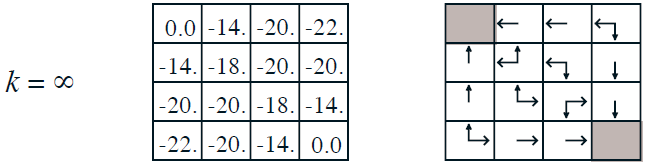 0.0 -14. -20. -22.
-14. -18. -20. -20.
k = ∞
-20. -20. -18. -14.
-22. -20. -14. 0.0